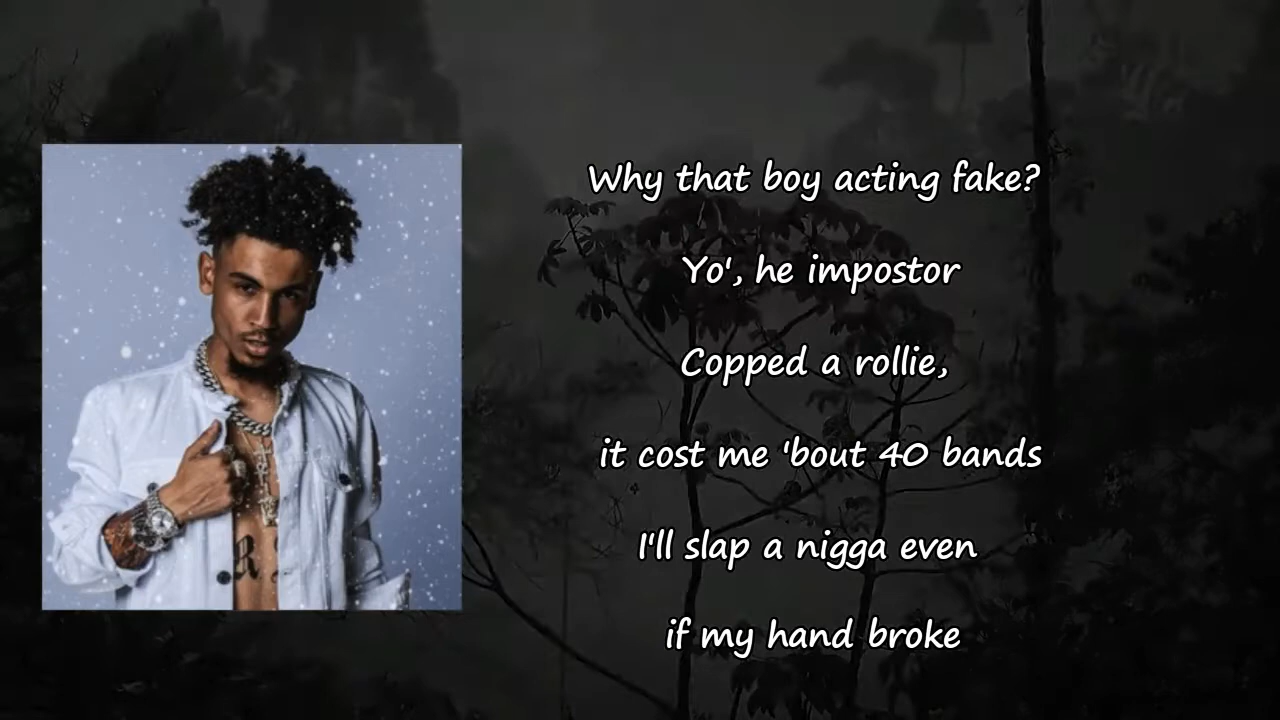 Why that boy acting fake?
Yo', he impostor
Copped a rollie,
it cost me 'bout 40 bands
I'll slap a nigga even
if my hand broke